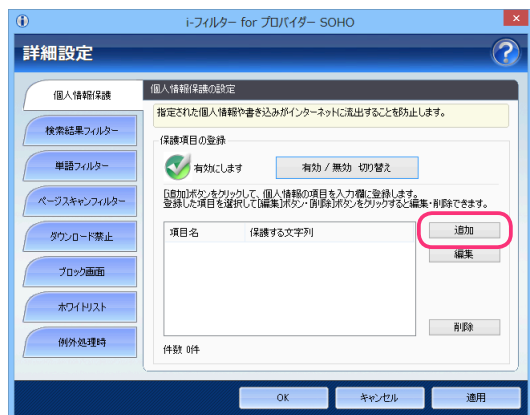 i-フィルター for プロバイダー SOHO
詳細設定
個人情報保護
検索結果フィルター
単語フィルター
ページスキャンフィルター
ダウンロード禁止
ブロック画面
ホワイトリスト
例外処理時
個人情報保護の設定
指定された個人情報や書き込みがインターネットに流出することを防止します。
保護項目の登録
有効にします
有効 / 無効 切り替え
[追加]ボタンをクリックして、個人情報の項目を入力欄に登録します。
登録した項目を選択して[編集]ボタン・[削除]ボタンをクリックすると編集・削除できます。
項目名 保護する文字列
追加
編集
削除
件数 0件
OK キャンセル 適用